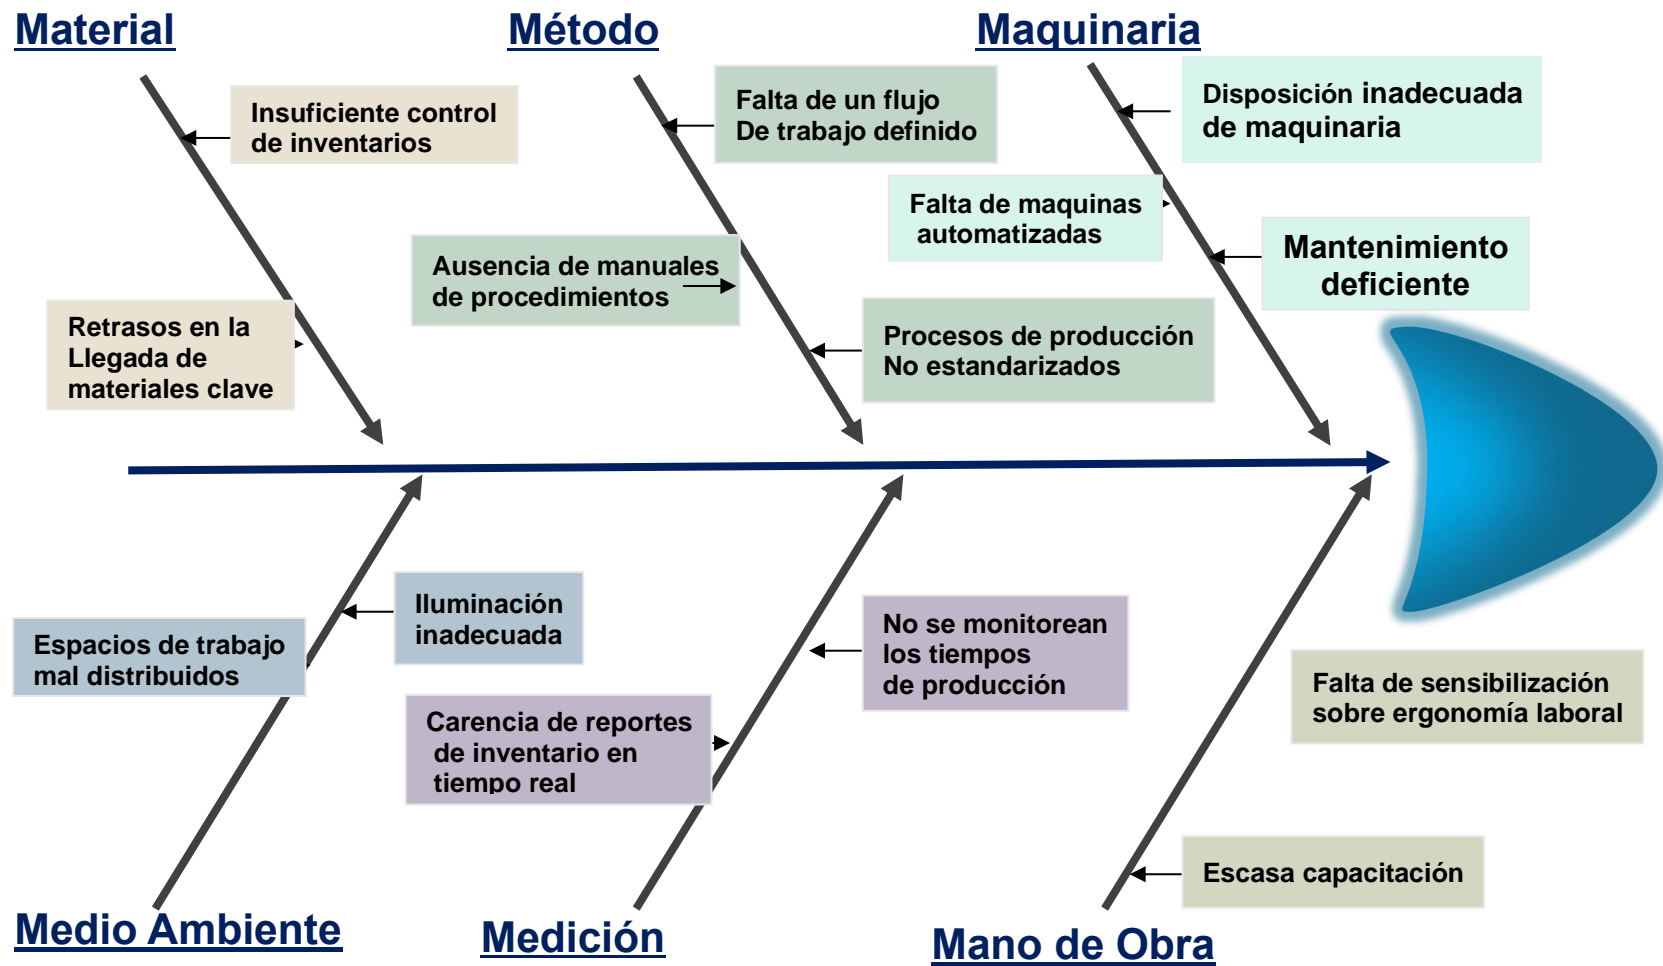 Material
Método
Maquinaria
Insuficiente control
de inventarios
Falta de un flujo
De trabajo definido
Disposición inadecuada
de maquinaria
Falta de maquinas
automatizadas
Mantenimiento
deficiente
Ausencia de manuales
de procedimientos
Retrasos en la
Llegada de
materiales clave
Procesos de producción
No estandarizados
Iluminación
inadecuada
Espacios de trabajo
mal distribuidos
No se monitorean
los tiempos
de producción
Carencia de reportes
de inventario en
tiempo real
Falta de sensibilización
sobre ergonomía laboral
Escasa capacitación
Medio Ambiente
Medición
Mano de Obra